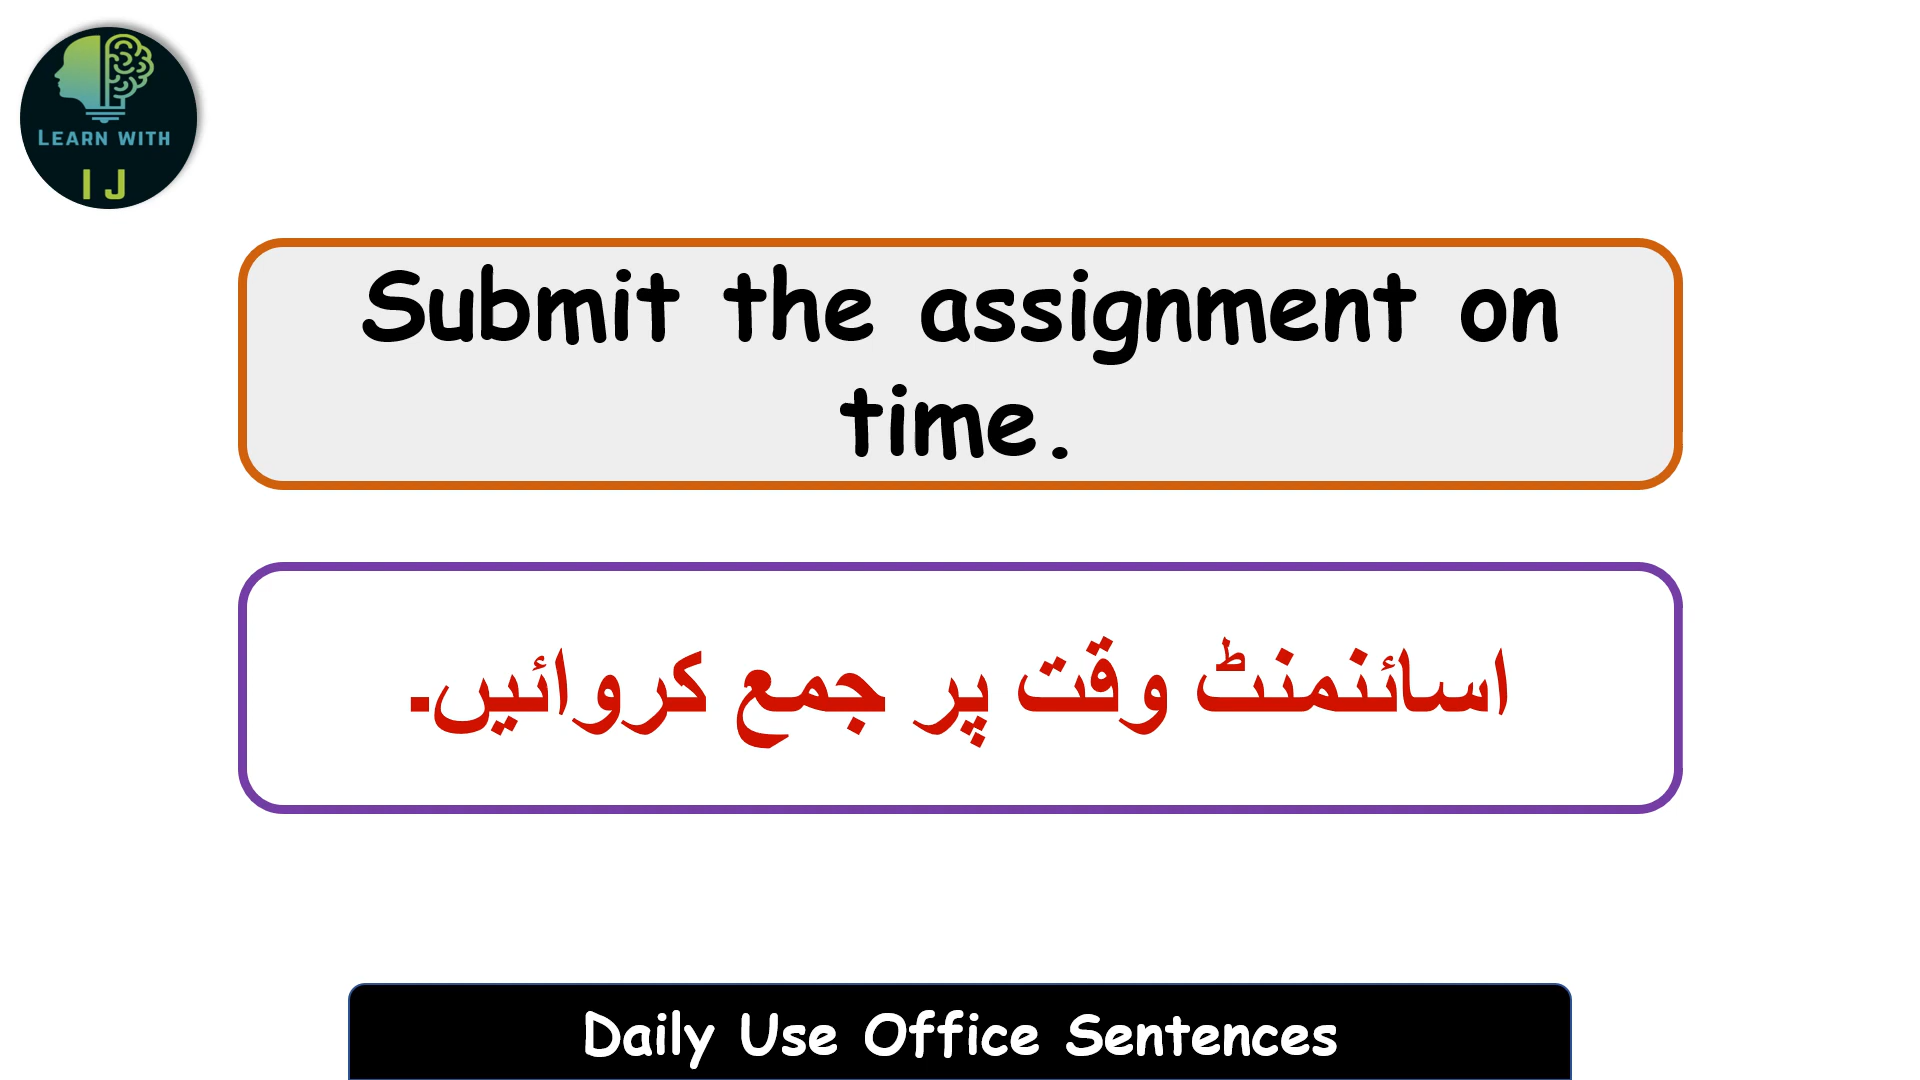 LEARN WITH
I J
Submit the assignment on
time.
اسائنمنٹ وقت پر جمع کروائیں.
Daily Use Office Sentences